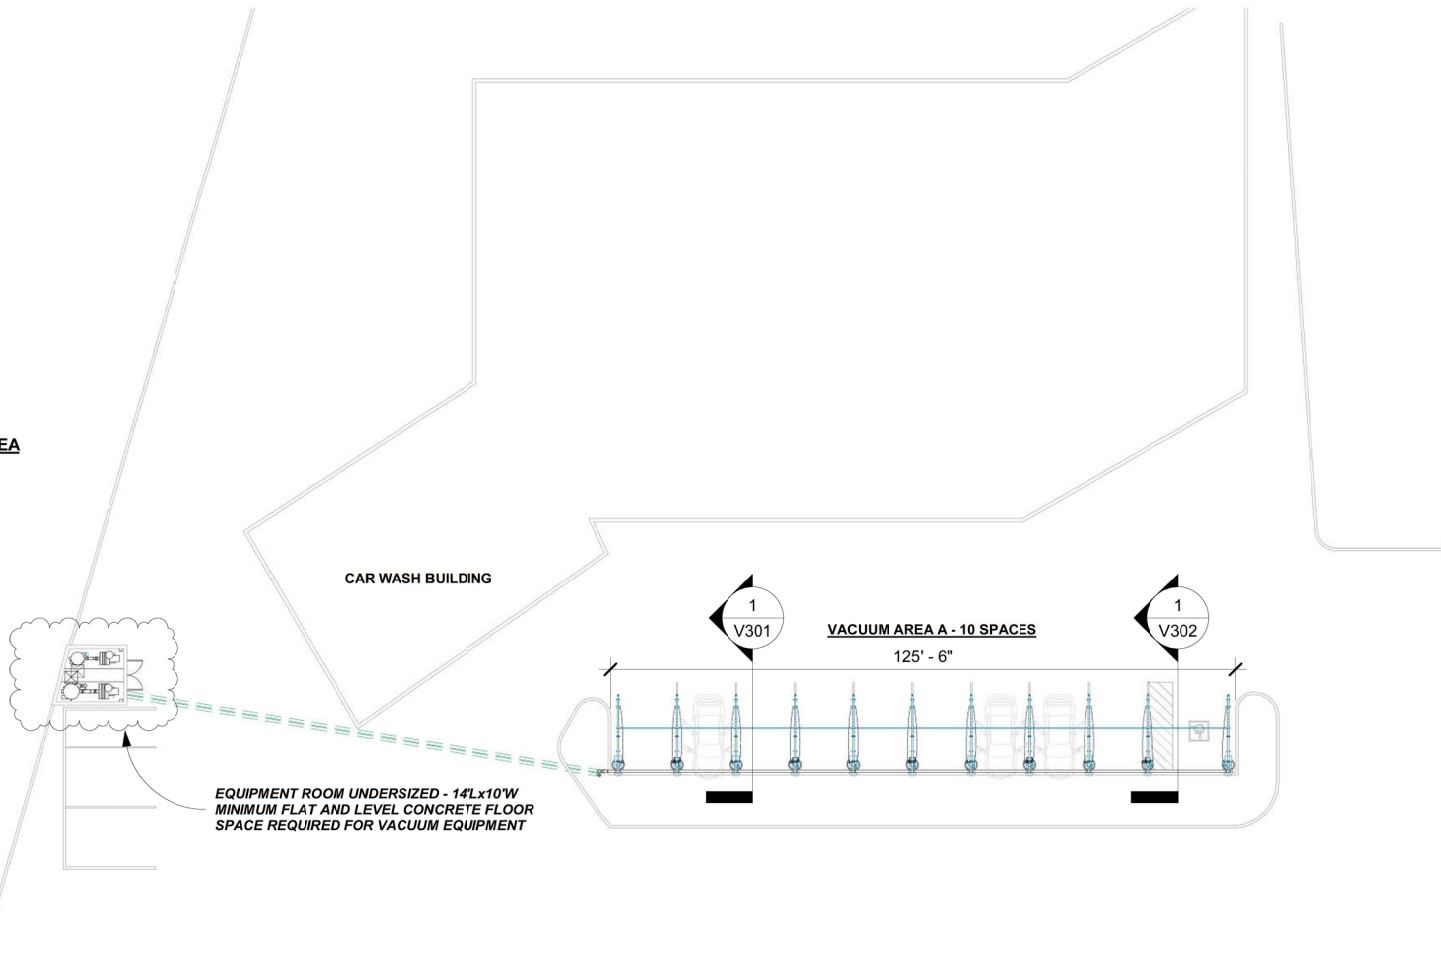 EA
CAR WASH BUILDING
1
V301
VACUUM AREA A - 10 SPACES
125' - 6"
1
V302
EQUIPMENT ROOM UNDERSIZED - 14'Lx10'W
MINIMUM FLAT AND LEVEL CONCRETE FLOOR
SPACE REQUIRED FOR VACUUM EQUIPMENT